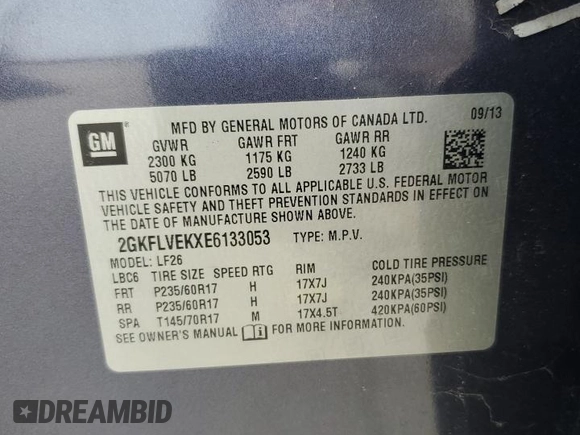 GM
MFD BY GENERAL MOTORS OF CANADA LTD. 09/13
GVWR GAWR FRT GAWR RR
2300 KG 1175 KG 1240 KG
5070 LB 2590 LB 2733 LB
THIS VEHICLE CONFORMS TO ALL APPLICABLE U.S. FEDERAL MOTOR
VEHICLE SAFETY AND THEFT PREVENTION STANDARDS IN EFFECT ON
THE DATE OF MANUFACTURE SHOWN ABOVE.
2GKFLVEKXE6133053 TYPE: M.P.V.
MODEL: LF26
LBC6 TIRE SIZE SPEED RTG RIM COLD TIRE PRESSURE
FRT P235/60R17 H 17X7J 240KPA(35PSI)
RR P235/60R17 H 17X7J 240KPA(35PSI)
SPA T145/70R17 M 17X4.5T 420KPA(60PSI)
SEE OWNER'S MANUAL i FOR MORE INFORMATION.
DREAMBID